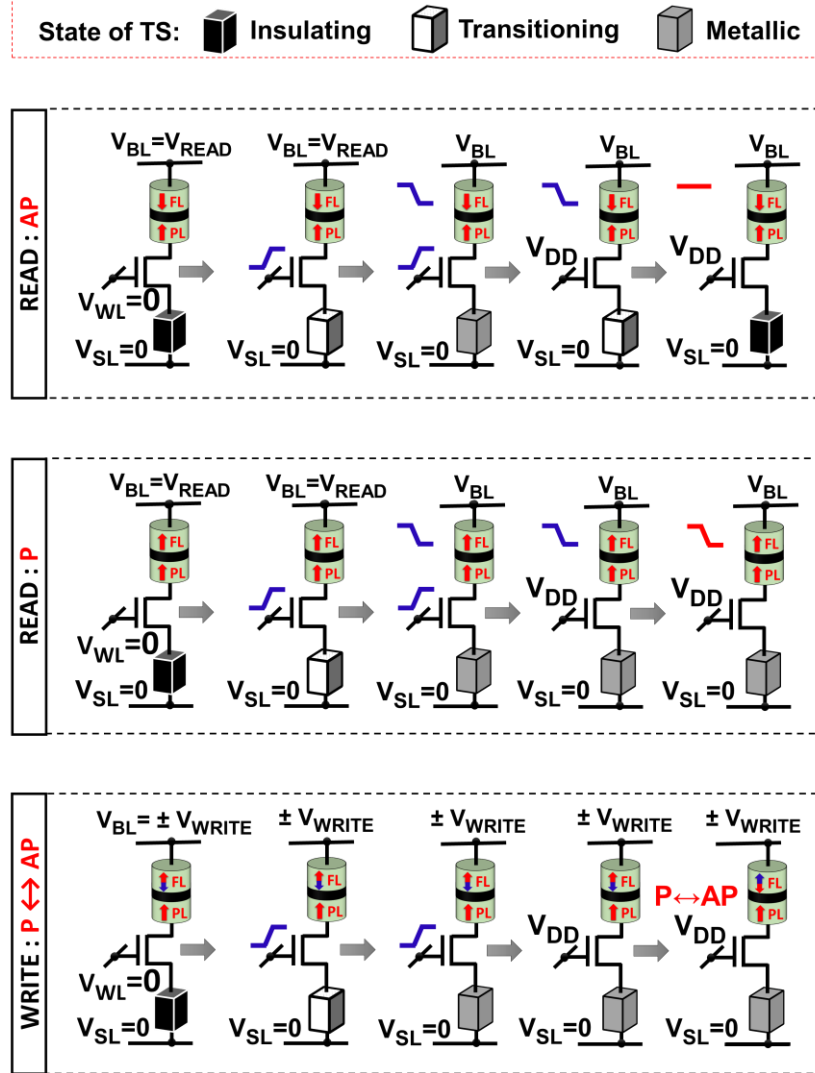 State of TS: Insulating Transitioning Metallic
READ : AP
V_BL=V_READ V_BL=V_READ V_BL V_BL V_BL
FL FL FL FL FL
PL PL PL PL PL
V_DD V_DD
V_WL=0
V_SL=0 V_SL=0 V_SL=0 V_SL=0 V_SL=0
READ : P
V_BL=V_READ V_BL=V_READ V_BL V_BL V_BL
FL FL FL FL FL
PL PL PL PL PL
V_DD V_DD
V_WL=0
V_SL=0 V_SL=0 V_SL=0 V_SL=0 V_SL=0
WRITE : P ↔ AP
V_BL= ± V_WRITE ± V_WRITE ± V_WRITE ± V_WRITE ± V_WRITE
FL FL FL FL FL
P↔AP
PL PL PL PL PL
V_DD V_DD
V_WL=0
V_SL=0 V_SL=0 V_SL=0 V_SL=0 V_SL=0